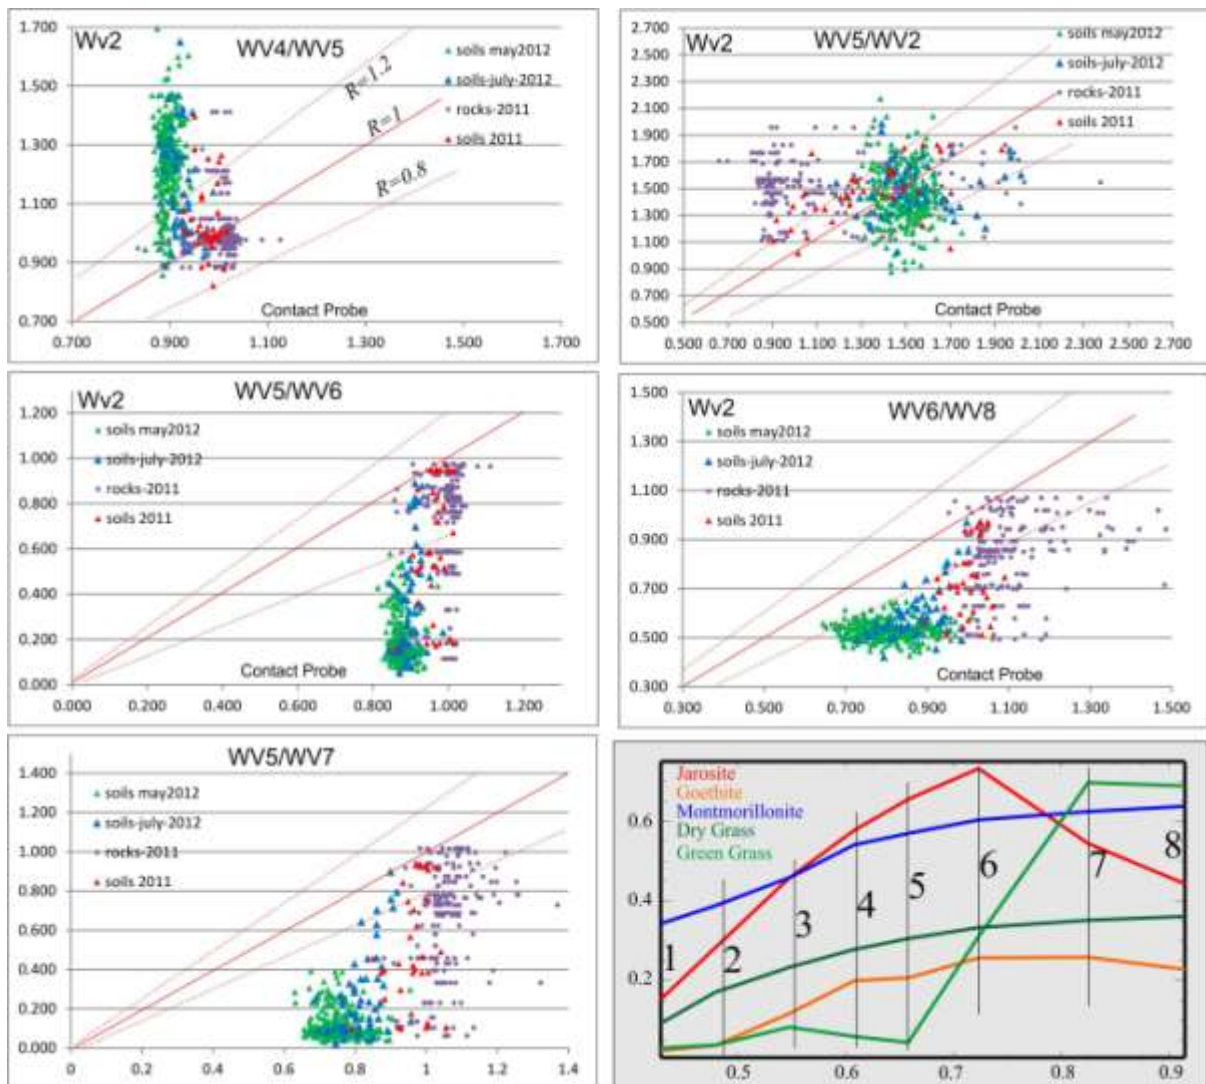 Wv2
WV4/WV5
soils may2012
soils-july-2012
rocks-2011
soils 2011
R=1.2
R=1
R=0.8
Contact Probe
1.700
1.500
1.300
1.100
0.900
0.700
0.700 0.900 1.100 1.300 1.500 1.700
Wv2
WV5/WV2
soils may2012
soils-july-2012
rocks-2011
soils 2011
Contact Probe
2.700
2.500
2.300
2.100
1.900
1.700
1.500
1.300
1.100
0.900
0.700
0.500
0.500 0.700 0.900 1.100 1.300 1.500 1.700 1.900 2.100 2.300 2.500 2.700
Wv2
WV5/WV6
soils may2012
soils-july-2012
rocks-2011
soils 2011
Contact Probe
1.200
1.000
0.800
0.600
0.400
0.200
0.000
0.000 0.200 0.400 0.600 0.800 1.000 1.200
Wv2
WV6/WV8
soils may2012
soils-july-2012
rocks-2011
soils 2011
Contact Probe
1.500
1.300
1.100
0.900
0.700
0.500
0.300
0.300 0.500 0.700 0.900 1.100 1.300 1.500
WV5/WV7
soils may2012
soils-july-2012
rocks-2011
soils 2011
1.400
1.200
1.000
0.800
0.600
0.400
0.200
0.000
0 0.2 0.4 0.6 0.8 1 1.2 1.4
Jarosite
Goethite
Montmorillonite
Dry Grass
Green Grass
0.6
0.4
0.2
1 2 3 4 5 6 7 8
0.5 0.6 0.7 0.8 0.9